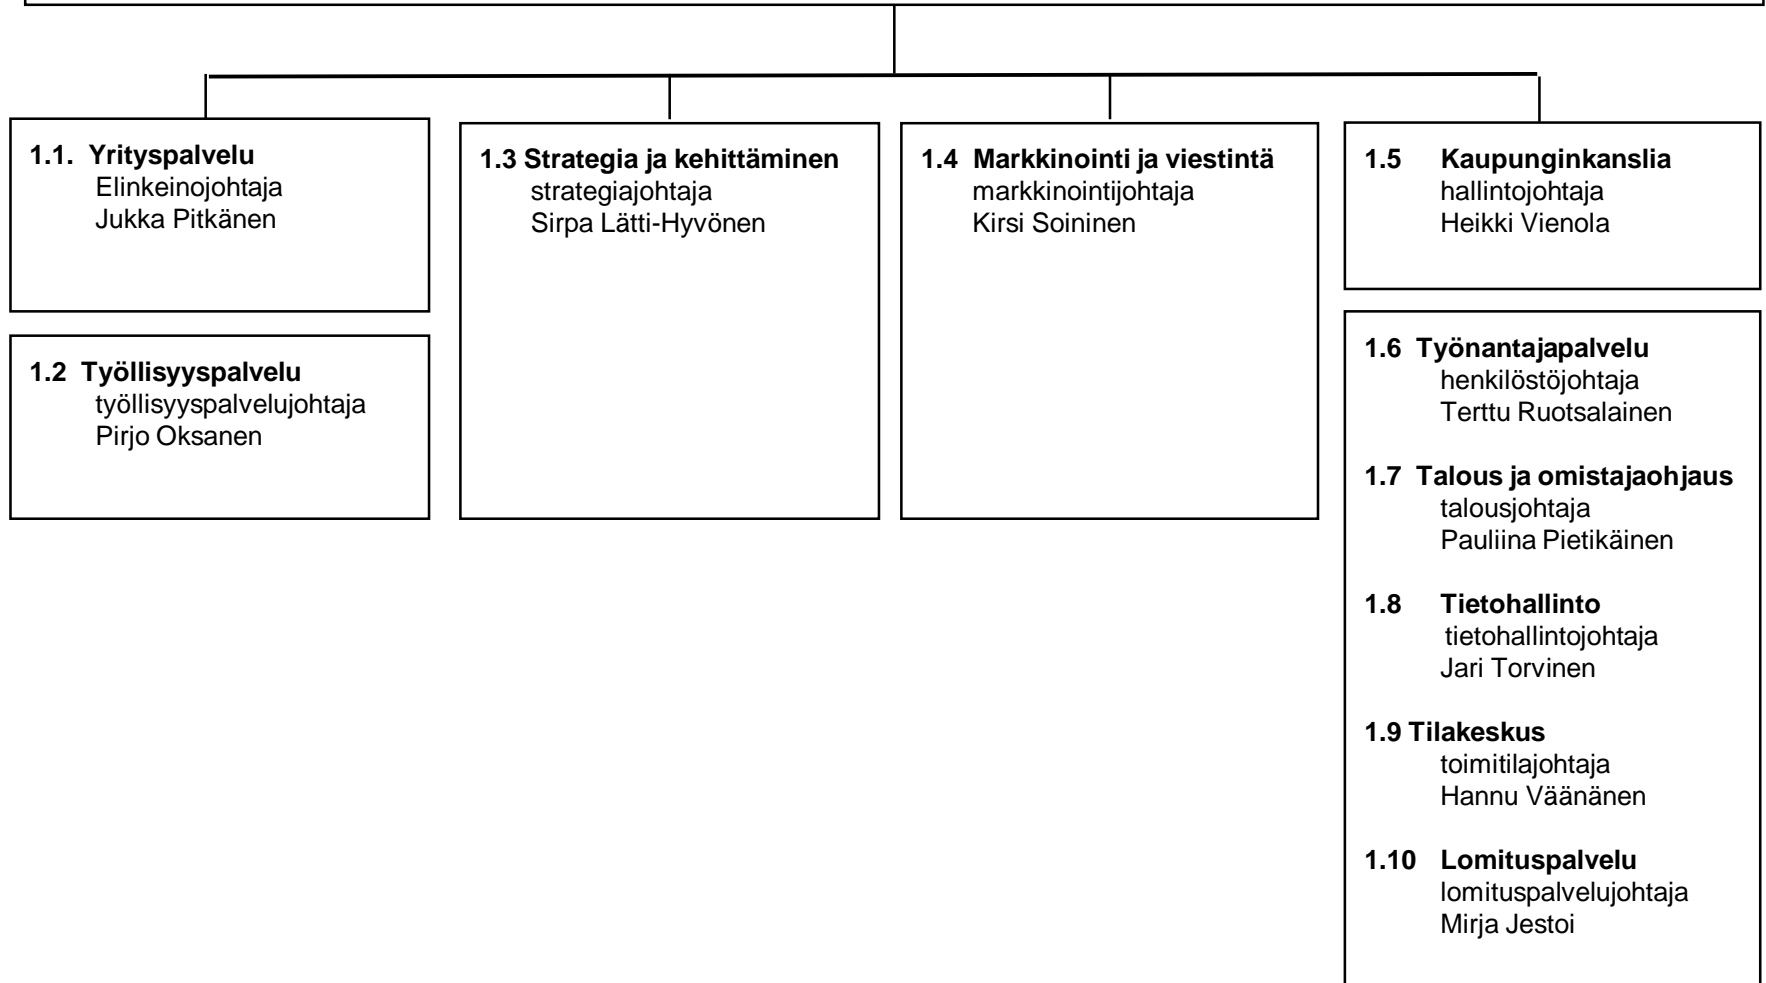 1.1. Yrityspalvelu
Elinkeinojohtaja
Jukka Pitkänen
1.2 Työllisyyspalvelu
työllisyyspalvelujohtaja
Pirjo Oksanen
1.3 Strategia ja kehittäminen
strategiajohtaja
Sirpa Lätti-Hyvönen
1.4 Markkinointi ja viestintä
markkinointijohtaja
Kirsi Soininen
1.5 Kaupunginkanslia
hallintojohtaja
Heikki Vienola
1.6 Työnantajapalvelu
henkilöstöjohtaja
Terttu Ruotsalainen
1.7 Talous ja omistajaohjaus
talousjohtaja
Pauliina Pietikäinen
1.8 Tietohallinto
tietohallintojohtaja
Jari Torvinen
1.9 Tilakeskus
toimitilajohtaja
Hannu Väänänen
1.10 Lomituspalvelu
lomituspalvelujohtaja
Mirja Jestoi